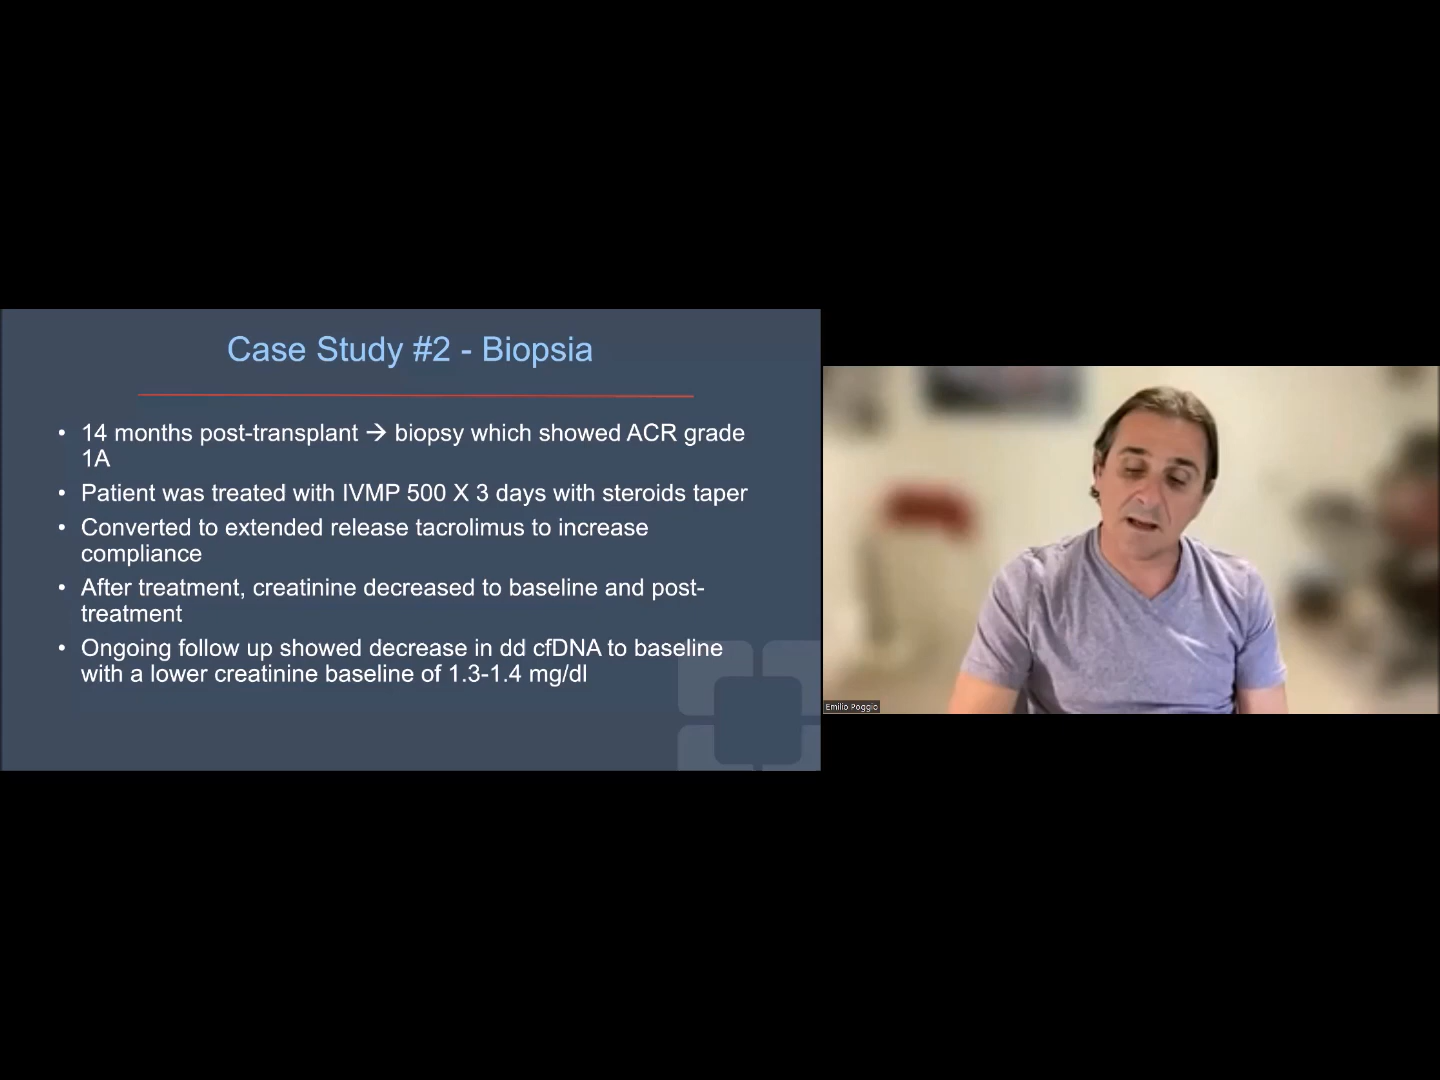 Case Study #2 - Biopsia
• 14 months post-transplant → biopsy which showed ACR grade
1A
• Patient was treated with IVMP 500 X 3 days with steroids taper
• Converted to extended release tacrolimus to increase
compliance
• After treatment, creatinine decreased to baseline and post-
treatment
• Ongoing follow up showed decrease in dd cfDNA to baseline
with a lower creatinine baseline of 1.3-1.4 mg/dl
Emilio Poggio